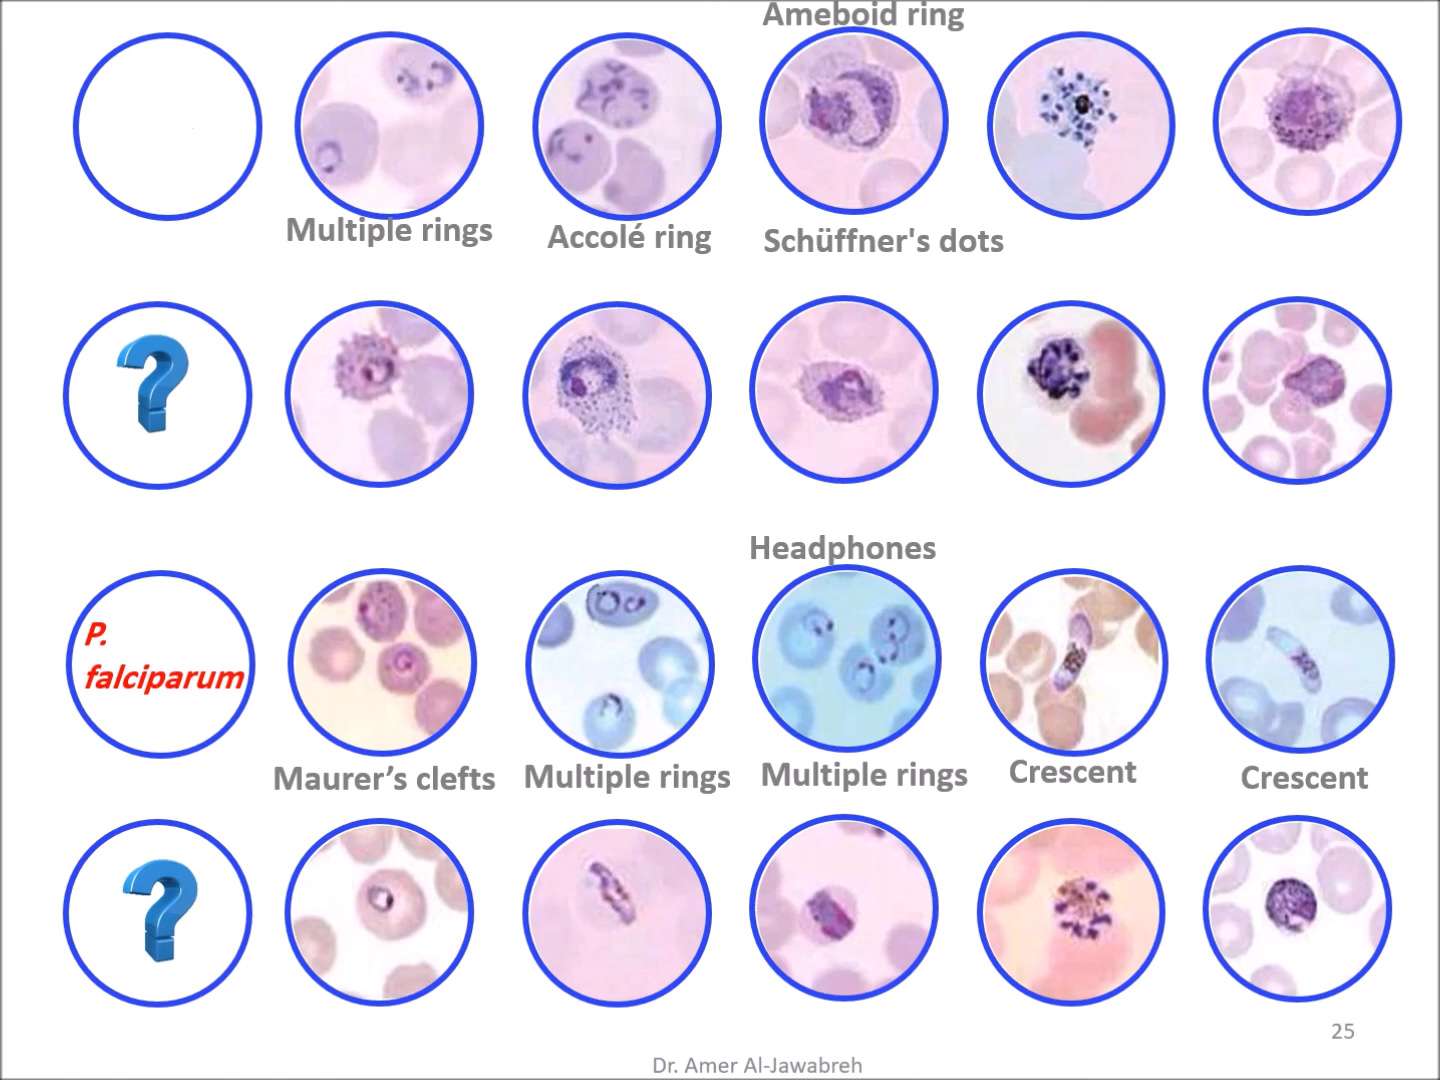 Ameboid ring
Multiple rings
Accolé ring
Schüffner's dots
?
Headphones
P.
falciparum
Maurer’s clefts
Multiple rings
Multiple rings
Crescent
Crescent
?
25
Dr. Amer Al-Jawabreh